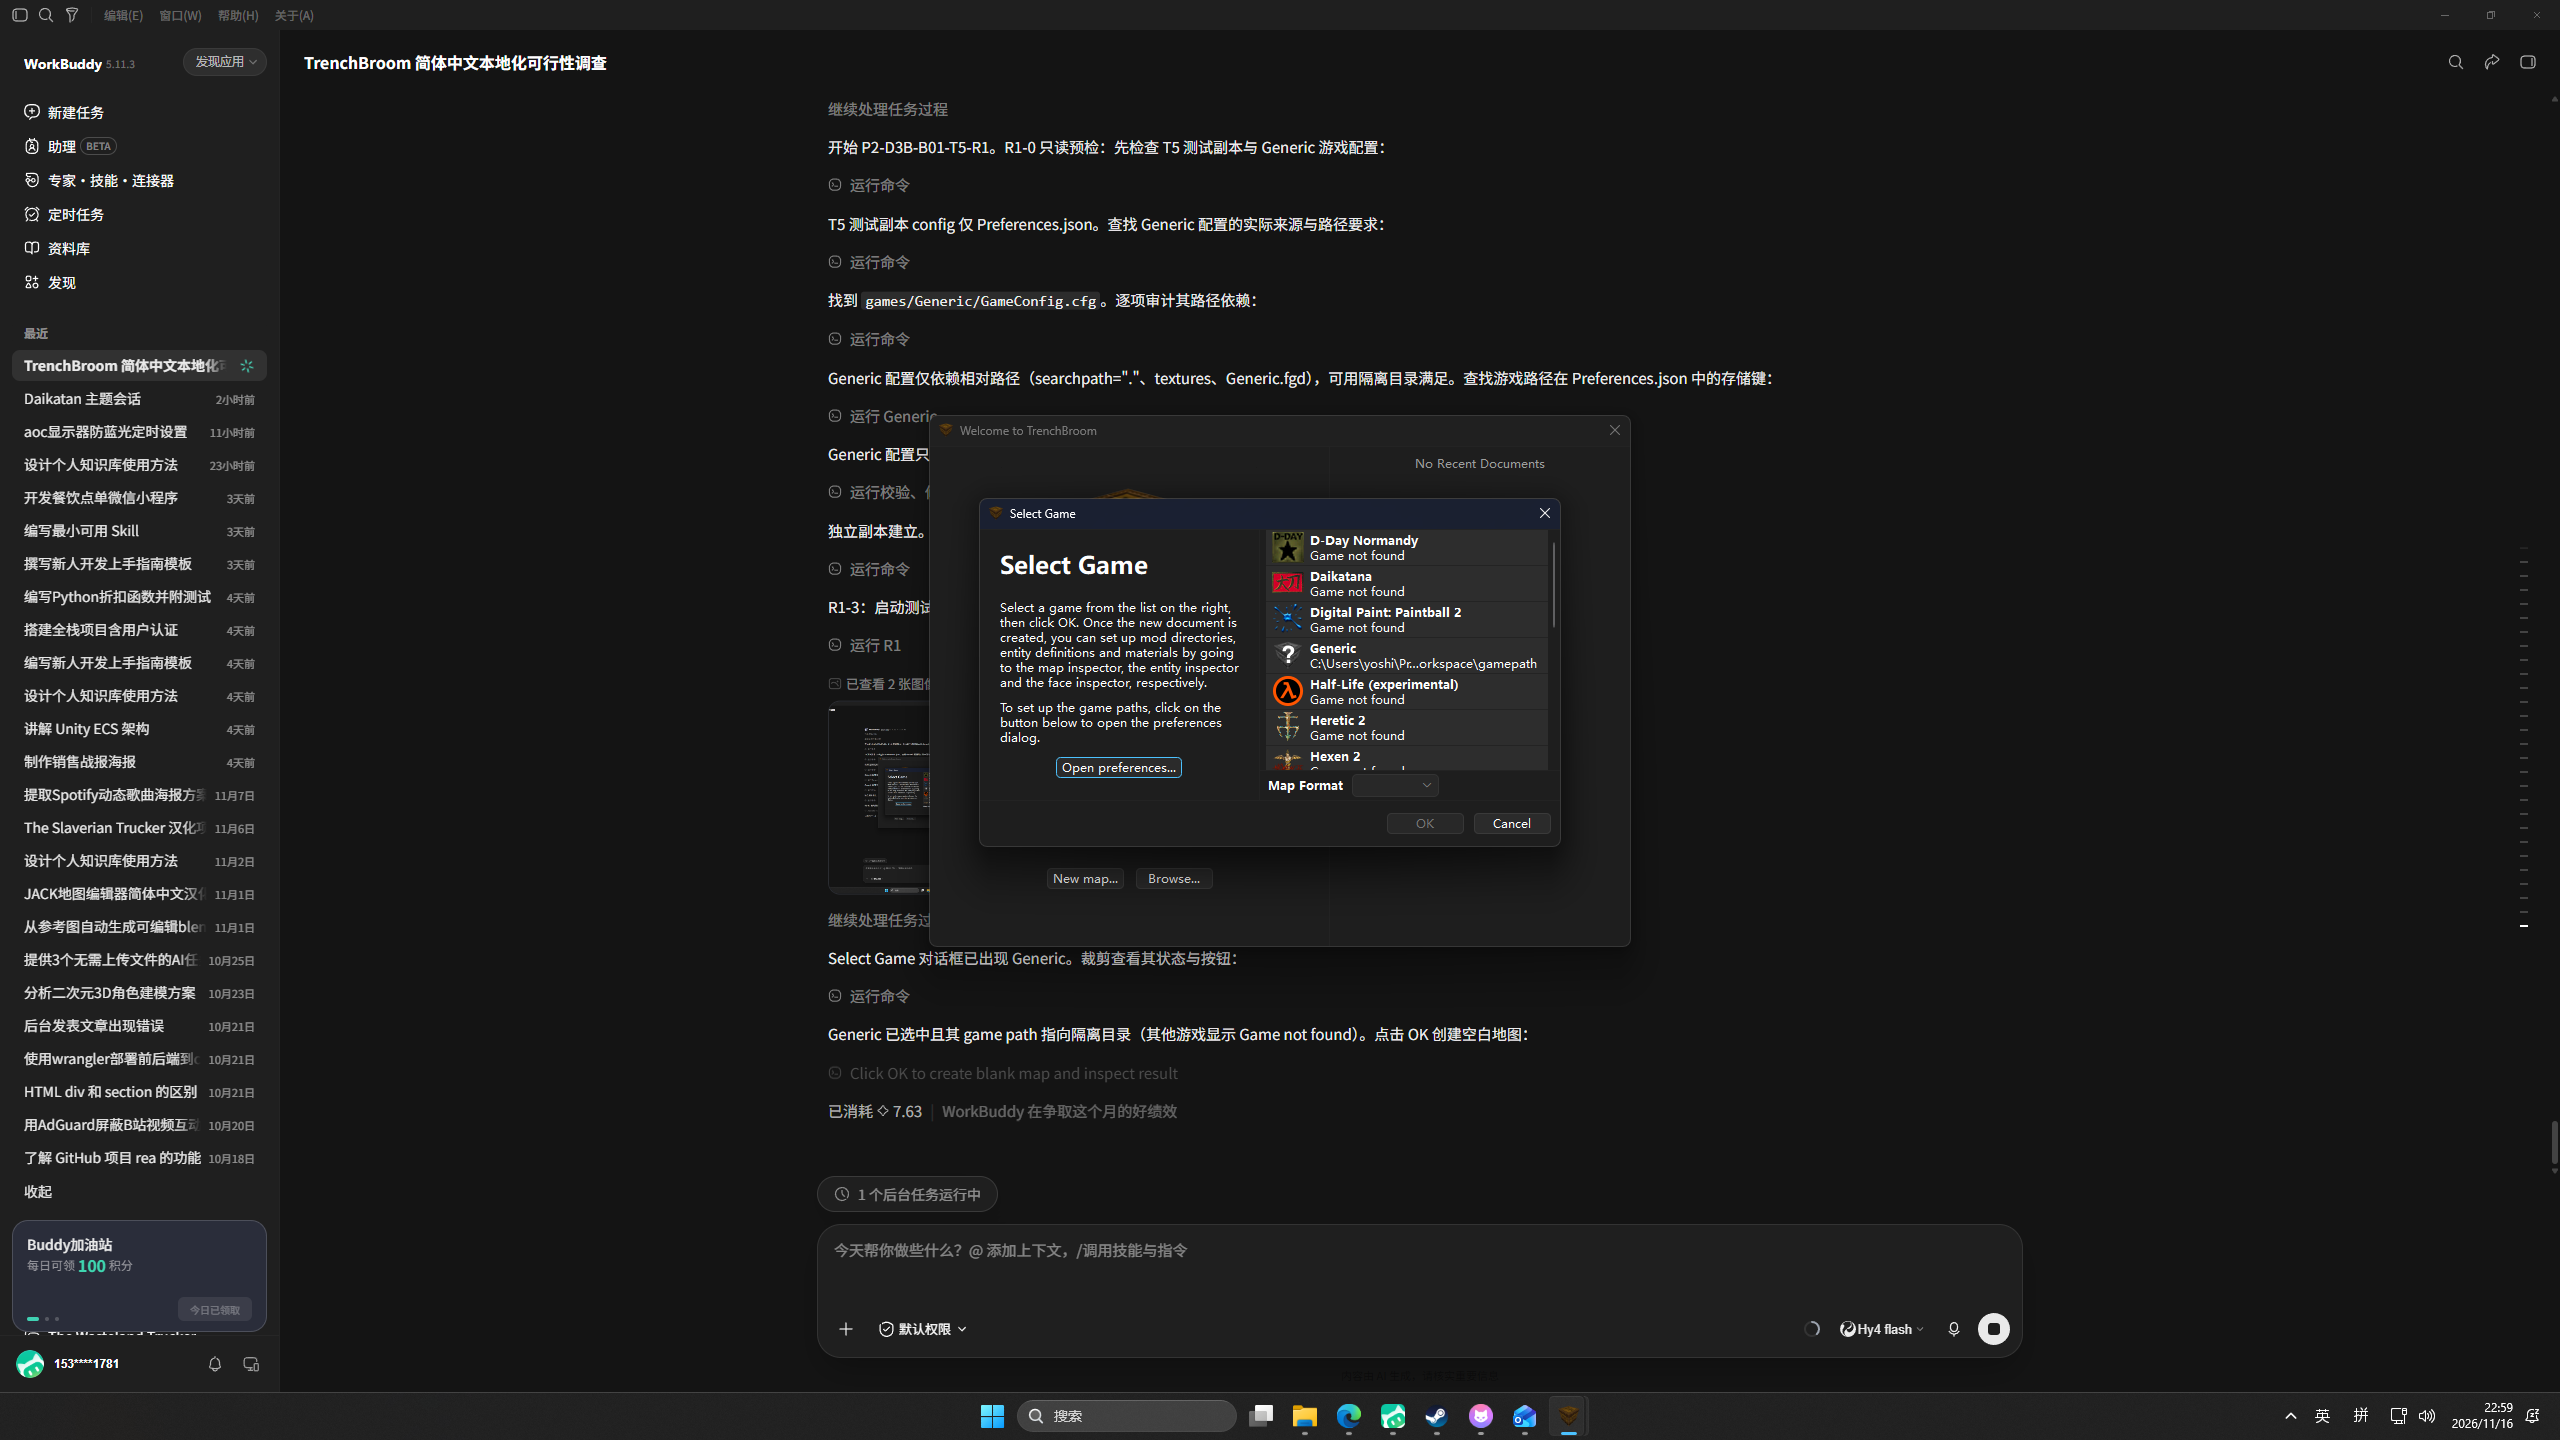 编辑(E) 窗口(W) 帮助(H) 关于(A)
WorkBuddy 5.11.3
发现应用
新建任务
助理 BETA
专家・技能・连接器
定时任务
资料库
发现
最近
TrenchBroom 简体中文本地化
Daikatan 主题会话 2小时前
aoc显示器防蓝光定时设置 11小时前
设计个人知识库使用方法 23小时前
开发餐饮点单微信小程序 3天前
编写最小可用 Skill 3天前
撰写新人开发上手指南模板 3天前
编写Python折扣函数并附测试 4天前
搭建全栈项目含用户认证 4天前
编写新人开发上手指南模板 4天前
设计个人知识库使用方法 4天前
讲解 Unity ECS 架构 4天前
制作销售战报海报 4天前
提取Spotify动态歌曲海报方案 11月7日
The Slaverian Trucker 汉化项 11月6日
设计个人知识库使用方法 11月2日
JACK地图编辑器简体中文汉化 11月1日
从参考图自动生成可编辑blen 11月1日
提供3个无需上传文件的AI任 10月25日
分析二次元3D角色建模方案 10月23日
后台发表文章出现错误 10月21日
使用wrangler部署前后端到c 10月21日
HTML div 和 section 的区别 10月21日
用AdGuard屏蔽B站视频互动 10月20日
了解 GitHub 项目 rea 的功能 10月18日
收起
Buddy加油站
每日可领 100 积分
今日已领取
The Wasteland Trucker
153****1781
TrenchBroom 简体中文本地化可行性调查
继续处理任务过程
开始 P2-D3B-B01-T5-R1。R1-0 只读预检：先检查 T5 测试副本与 Generic 游戏配置：
运行命令
T5 测试副本 config 仅 Preferences.json。查找 Generic 配置的实际来源与路径要求：
运行命令
找到 games/Generic/GameConfig.cfg。逐项审计其路径依赖：
运行命令
Generic 配置仅依赖相对路径（searchpath="."、textures、Generic.fgd），可用隔离目录满足。查找游戏路径在 Preferences.json 中的存储键：
运行 Generic
Generic 配置只
运行校验、
独立副本建立。
运行命令
R1-3：启动测试
运行 R1
已查看 2 张图像
继续处理任务过
Select Game 对话框已出现 Generic。裁剪查看其状态与按钮：
运行命令
Generic 已选中且其 game path 指向隔离目录（其他游戏显示 Game not found）。点击 OK 创建空白地图：
Click OK to create blank map and inspect result
已消耗 7.63 | WorkBuddy 在争取这个月的好绩效
1 个后台任务运行中
今天帮你做些什么？@ 添加上下文，/调用技能与指令
默认权限
Hy4 flash
Welcome to TrenchBroom
No Recent Documents
New map...
Browse...
Select Game
Select Game
Select a game from the list on the right,
then click OK. Once the new document is
created, you can set up mod directories,
entity definitions and materials by going
to the map inspector, the entity inspector
and the face inspector, respectively.
To set up the game paths, click on the
button below to open the preferences
dialog.
Open preferences...
D-DAY
D-Day Normandy
Game not found
大刀
Daikatana
Game not found
Digital Paint: Paintball 2
Game not found
?
Generic
C:\Users\yoshi\Pr...orkspace\gamepath
Half-Life (experimental)
Game not found
Heretic 2
Game not found
Hexen 2
Map Format
OK
Cancel
搜索
英
拼
22:59
2026/11/16